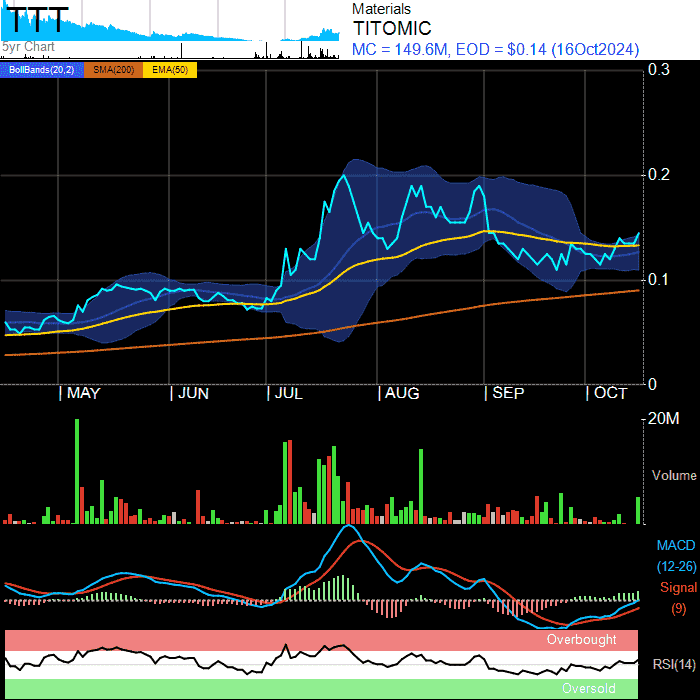 TTT
5yr Chart
Materials
TITOMIC
MC = 149.6M, EOD = $0.14 (16Oct2024)
BollBands(20,2) SMA(200) EMA(50)
0.3
0.2
0.1
0
| MAY | JUN | JUL | AUG | SEP | OCT
20M
Volume
MACD
(12-26)
Signal
(9)
Overbought
RSI(14)
Oversold